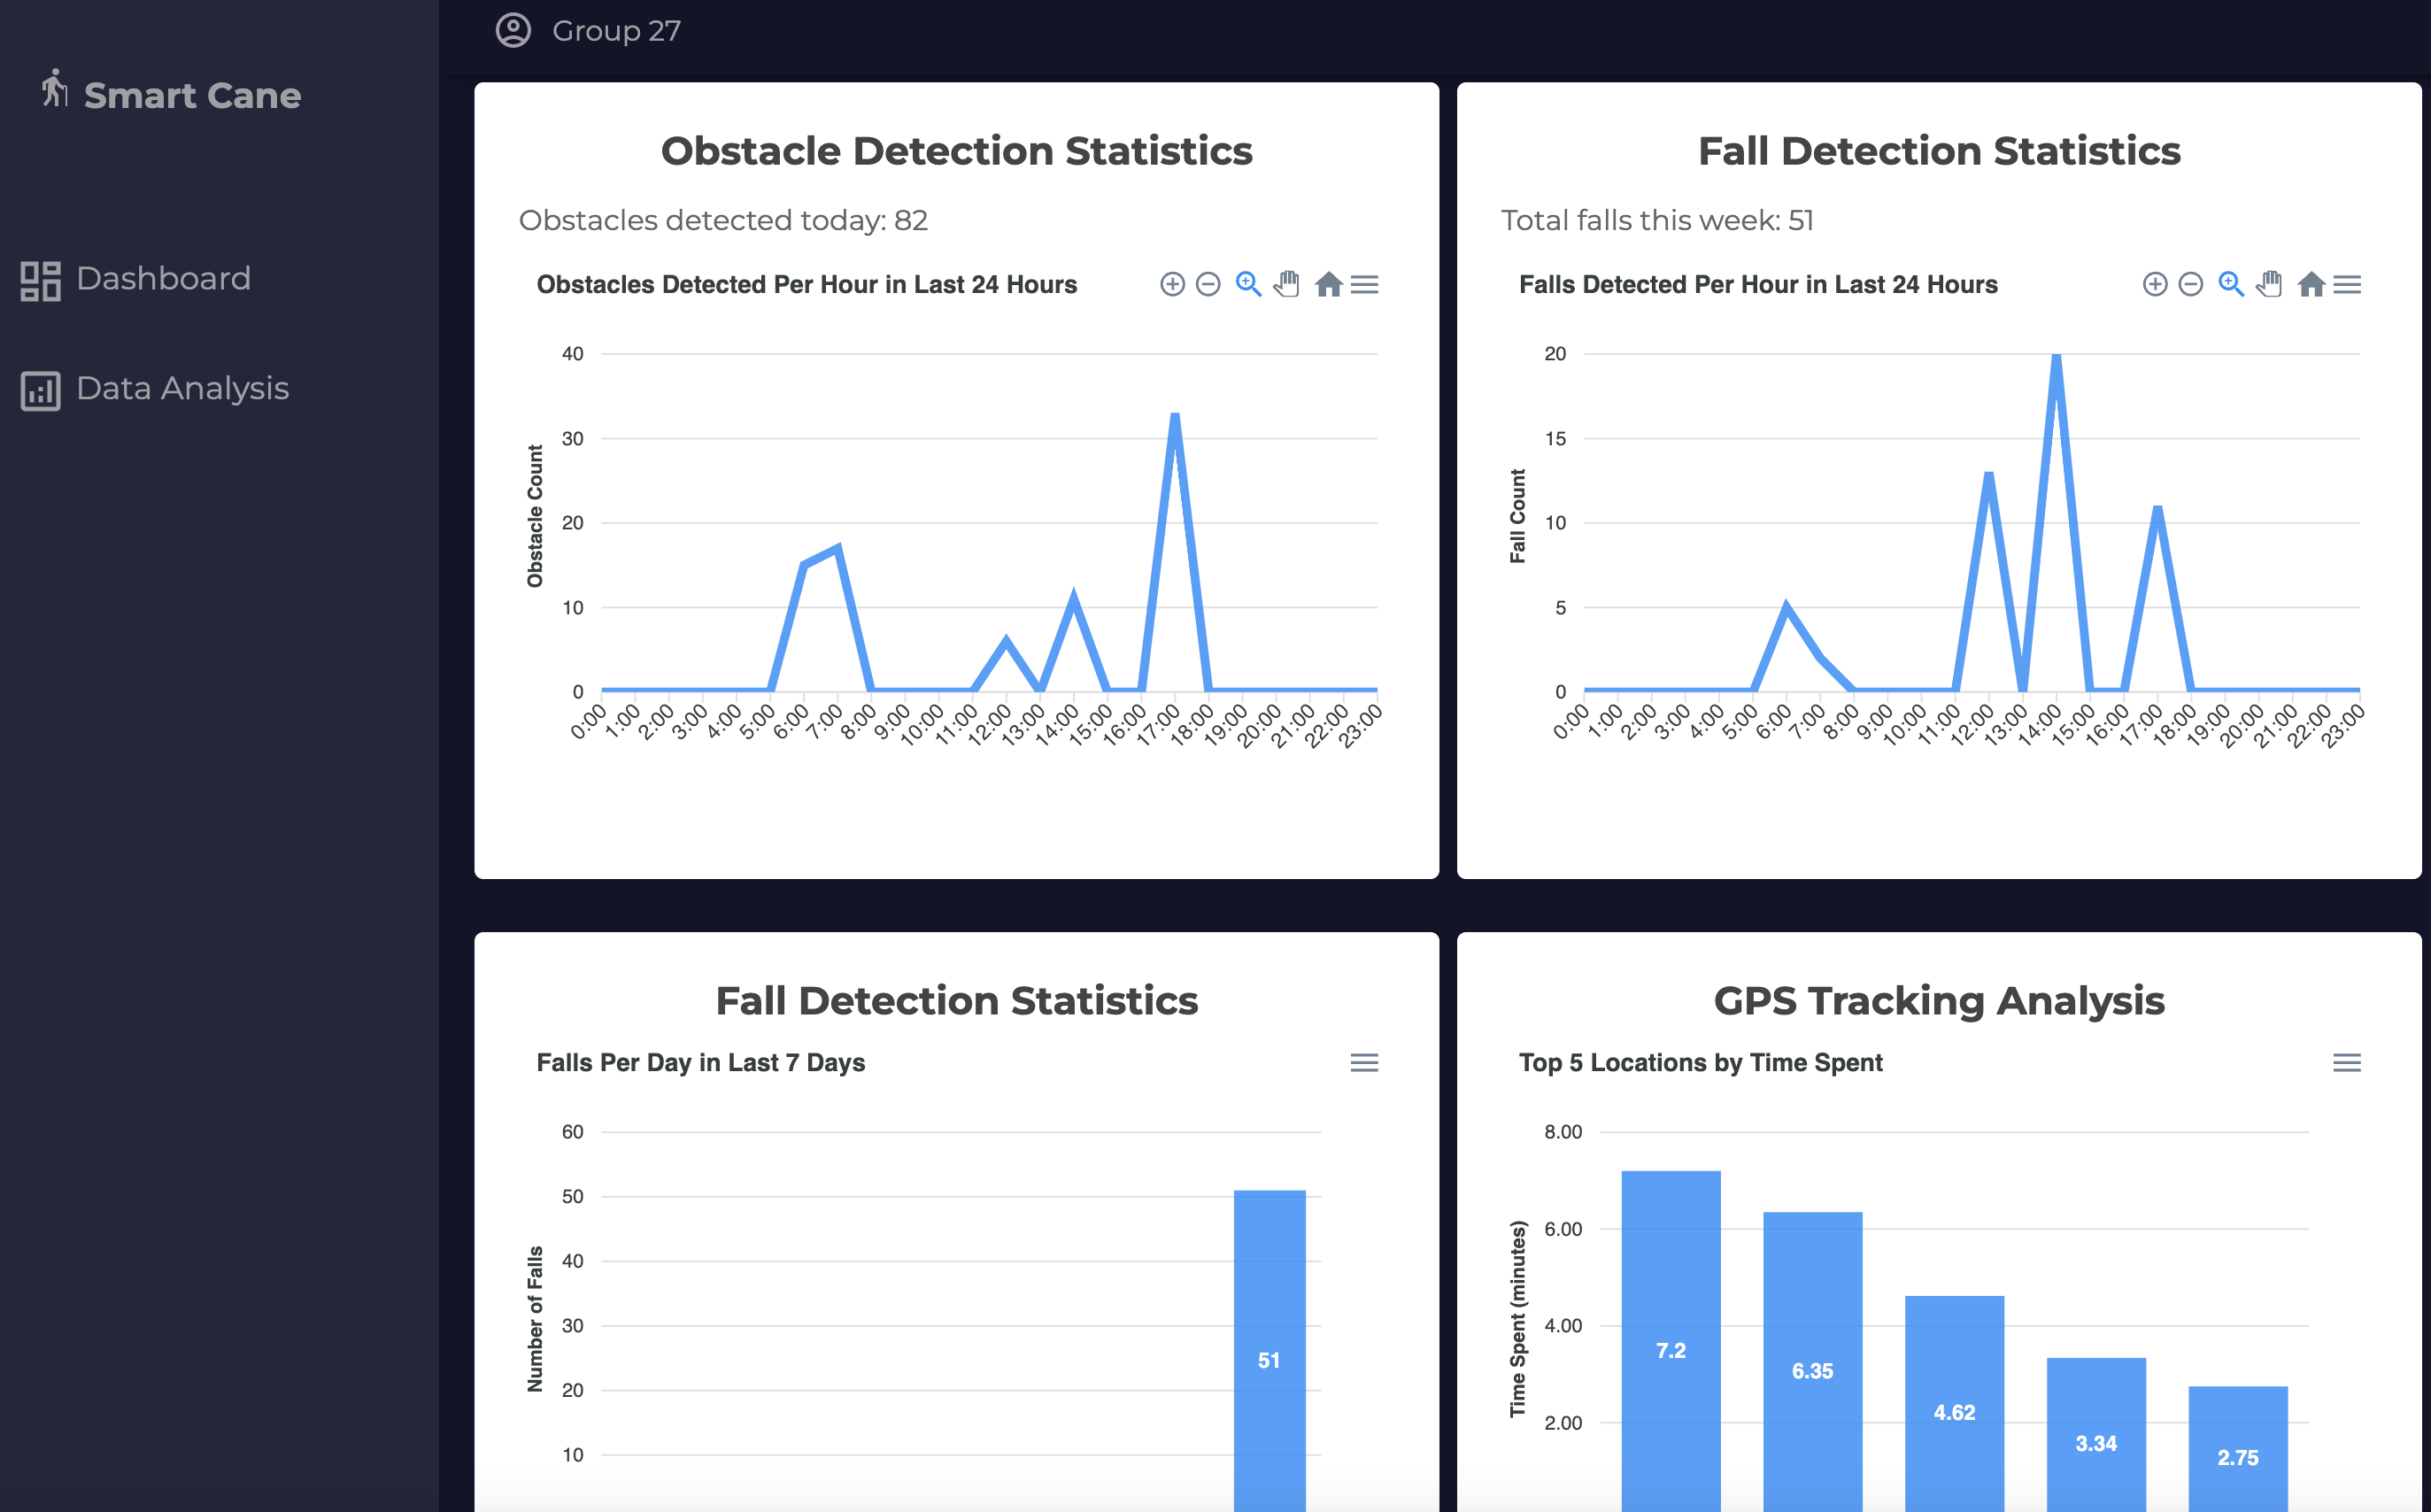 Group 27
Smart Cane
Dashboard
Data Analysis
Obstacle Detection Statistics
Obstacles detected today: 82
Obstacles Detected Per Hour in Last 24 Hours
Obstacle Count
40
30
20
10
0
0:00 1:00 2:00 3:00 4:00 5:00 6:00 7:00 8:00 9:00 10:00 11:00 12:00 13:00 14:00 15:00 16:00 17:00 18:00 19:00 20:00 21:00 22:00 23:00
Fall Detection Statistics
Total falls this week: 51
Falls Detected Per Hour in Last 24 Hours
Fall Count
20
15
10
5
0
0:00 1:00 2:00 3:00 4:00 5:00 6:00 7:00 8:00 9:00 10:00 11:00 12:00 13:00 14:00 15:00 16:00 17:00 18:00 19:00 20:00 21:00 22:00 23:00
Fall Detection Statistics
Falls Per Day in Last 7 Days
Number of Falls
60
50
40
30
20
10
51
GPS Tracking Analysis
Top 5 Locations by Time Spent
Time Spent (minutes)
8.00
6.00
4.00
2.00
7.2
6.35
4.62
3.34
2.75